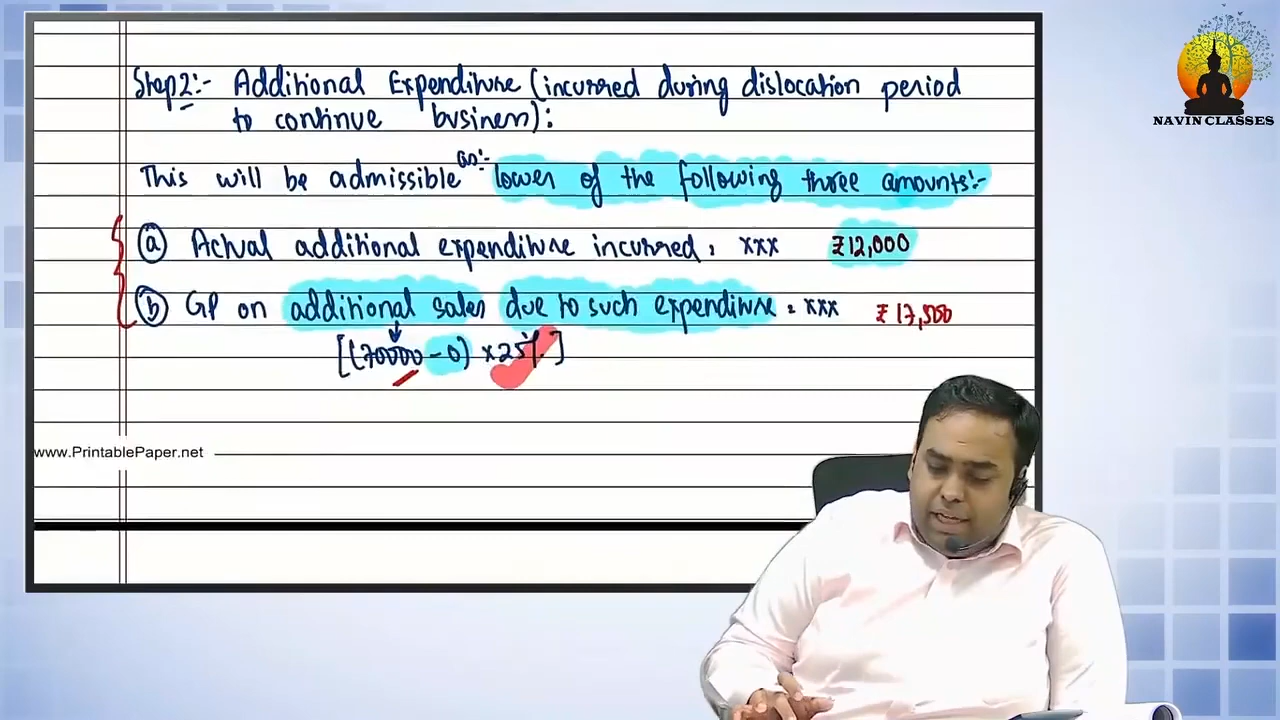 Step2:- Additional Expenditure (incurred during dislocation period
to continue business):
This will be admissible as:- lower of the following three amounts:-
(a) Actual additional expenditure incurred : xxx ₹12,000
(b) GP on additional sales due to such expenditure : xxx ₹17,500
[(70000 - 0) x 25%]
www.PrintablePaper.net
NAVIN CLASSES